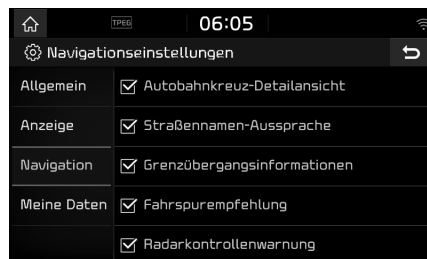 TPEG 06:05
Navigationseinstellungen
Allgemein Autobahnkreuz-Detailansicht
Anzeige Straßennamen-Aussprache
Navigation Grenzübergangsinformationen
Meine Daten Fahrspurempfehlung
Radarkontrollenwarnung